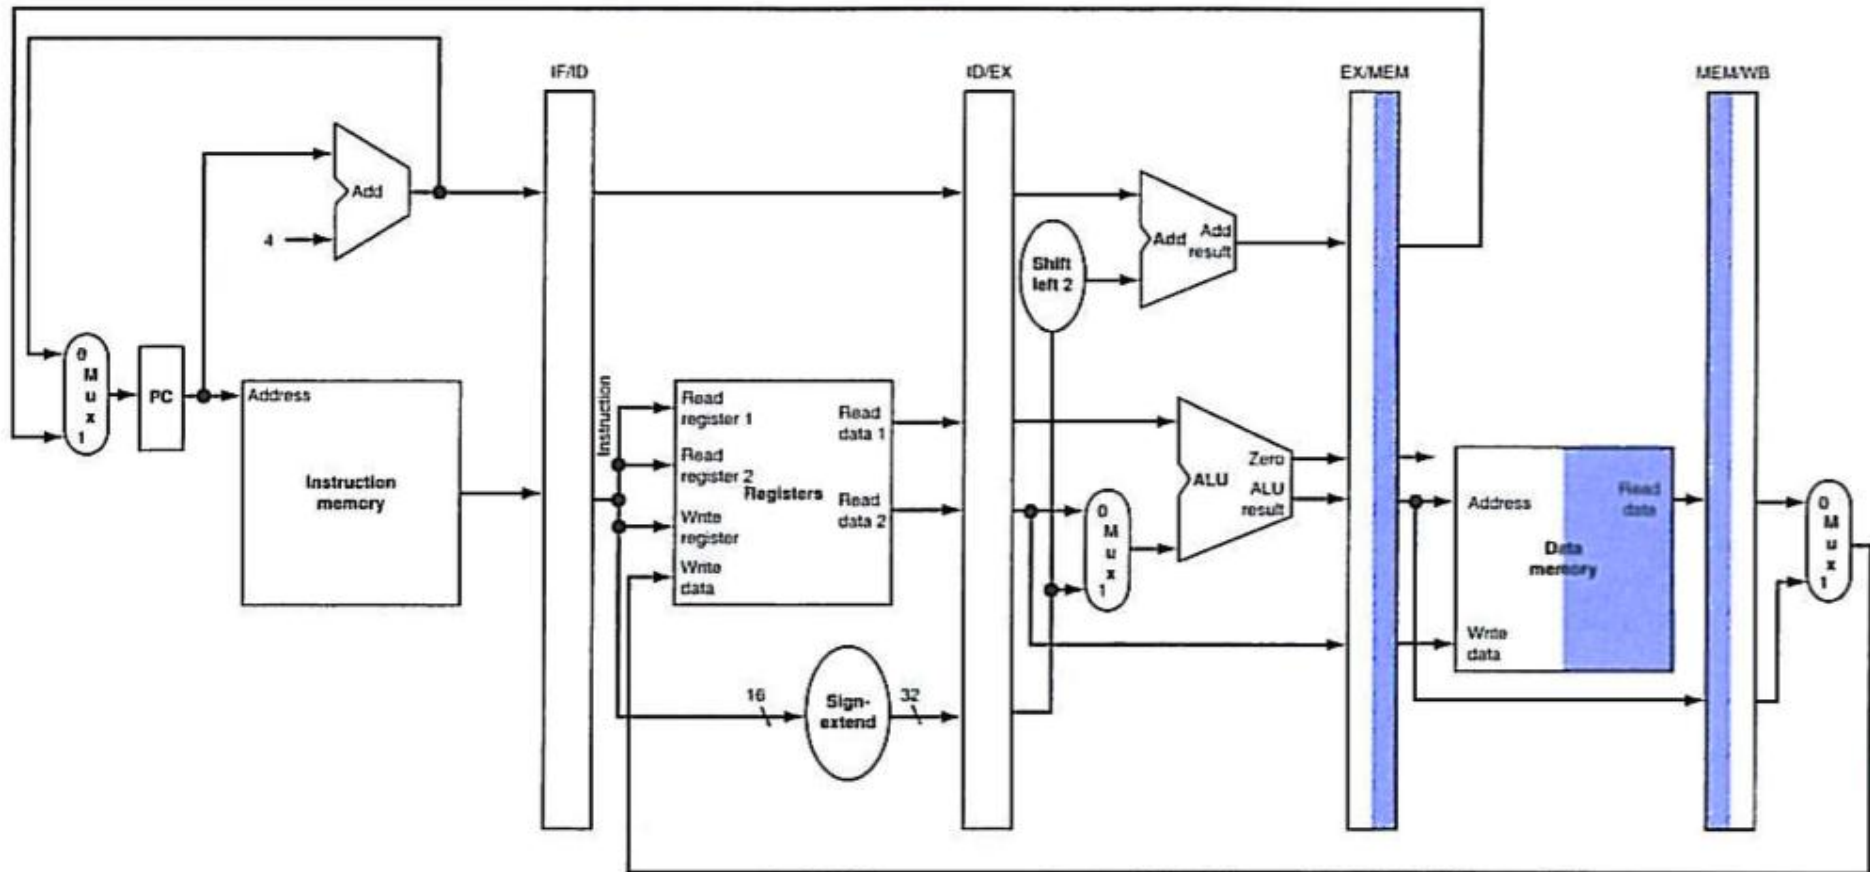 IF/ID
ID/EX
EX/MEM
MEM/WB
Add
4
Add
Add
result
Shift
left 2
0
M
u
x
1
PC
Address
Instruction
memory
Instruction
Read
register 1
Read
register 2
Write
register
Write
data
Registers
Read
data 1
Read
data 2
16
Sign-
extend
32
0
M
u
x
1
ALU
Zero
ALU
result
Address
Read
data
Data
memory
Write
data
0
M
u
x
1